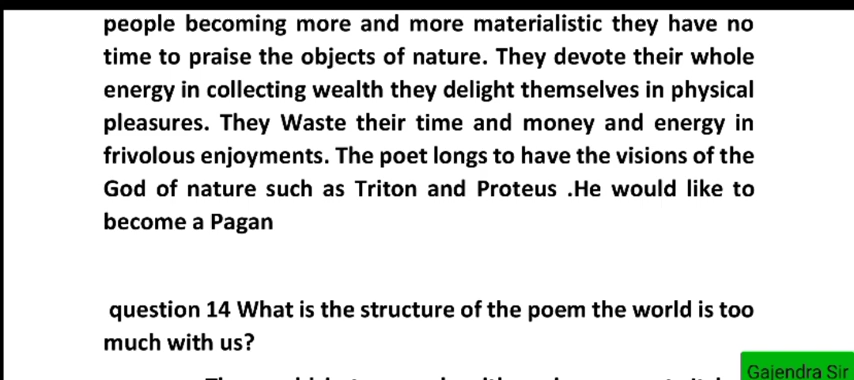 people becoming more and more materialistic they have no
time to praise the objects of nature. They devote their whole
energy in collecting wealth they delight themselves in physical
pleasures. They Waste their time and money and energy in
frivolous enjoyments. The poet longs to have the visions of the
God of nature such as Triton and Proteus .He would like to
become a Pagan
question 14 What is the structure of the poem the world is too
much with us?
Gajendra Sir